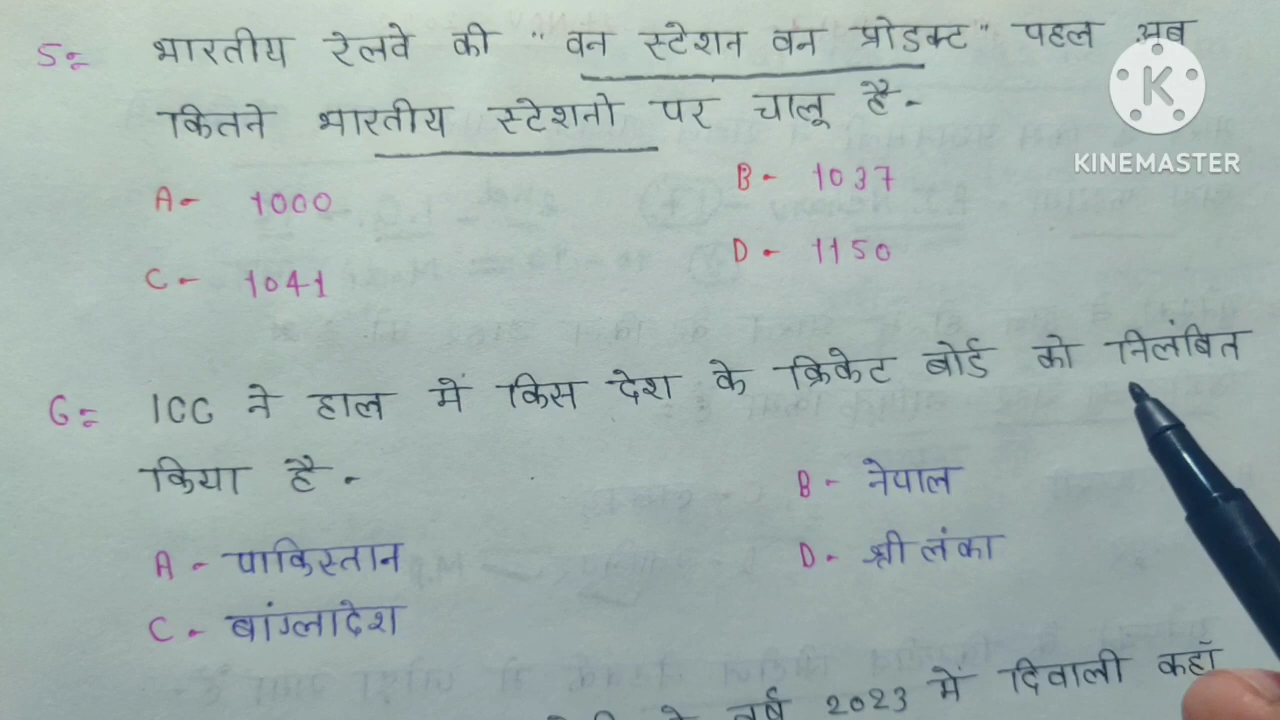 5= भारतीय रेलवे की "वन स्टेशन वन प्रोडक्ट" पहल अब
कितने भारतीय स्टेशनो पर चालू है-
A- 1000
B- 1037
C- 1041
D- 1150
6= ICC ने हाल में किस देश के क्रिकेट बोर्ड को निलंबित
किया है-
A- पाकिस्तान
B- नेपाल
C- बांग्लादेश
D- श्रीलंका
वर्ष 2023 में दिवाली कहाँ
KINEMASTER